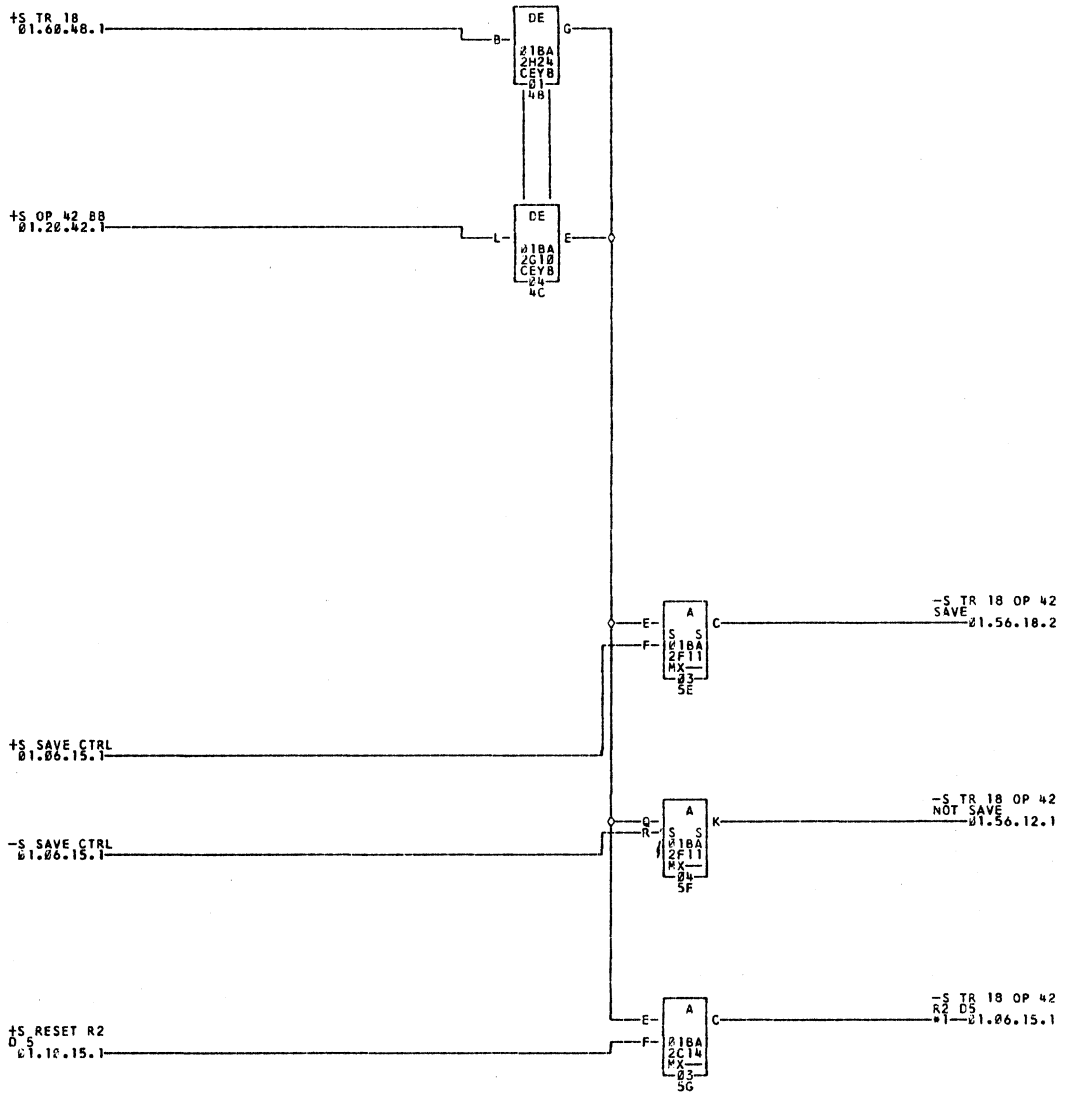 +S TR 18
01.60.48.1
B
DE
G
01BA
2H24
CEYB
01
4B
+S OP 42 BB
01.20.42.1
L
DE
E
01BA
2G10
CEYB
04
4C
-S TR 18 OP 42
SAVE
01.56.18.2
E
F
A
C
S S
01BA
2F11
MX
03
5E
+S SAVE CTRL
01.06.15.1
-S TR 18 OP 42
NOT SAVE
01.56.12.1
Q
R
A
K
S S
01BA
2F11
MX
04
5F
-S SAVE CTRL
01.06.15.1
-S TR 18 OP 42
R2 D5
*1 01.06.15.1
E
F
A
C
01BA
2C14
MX
03
5G
+S RESET R2
D 5
01.10.15.1